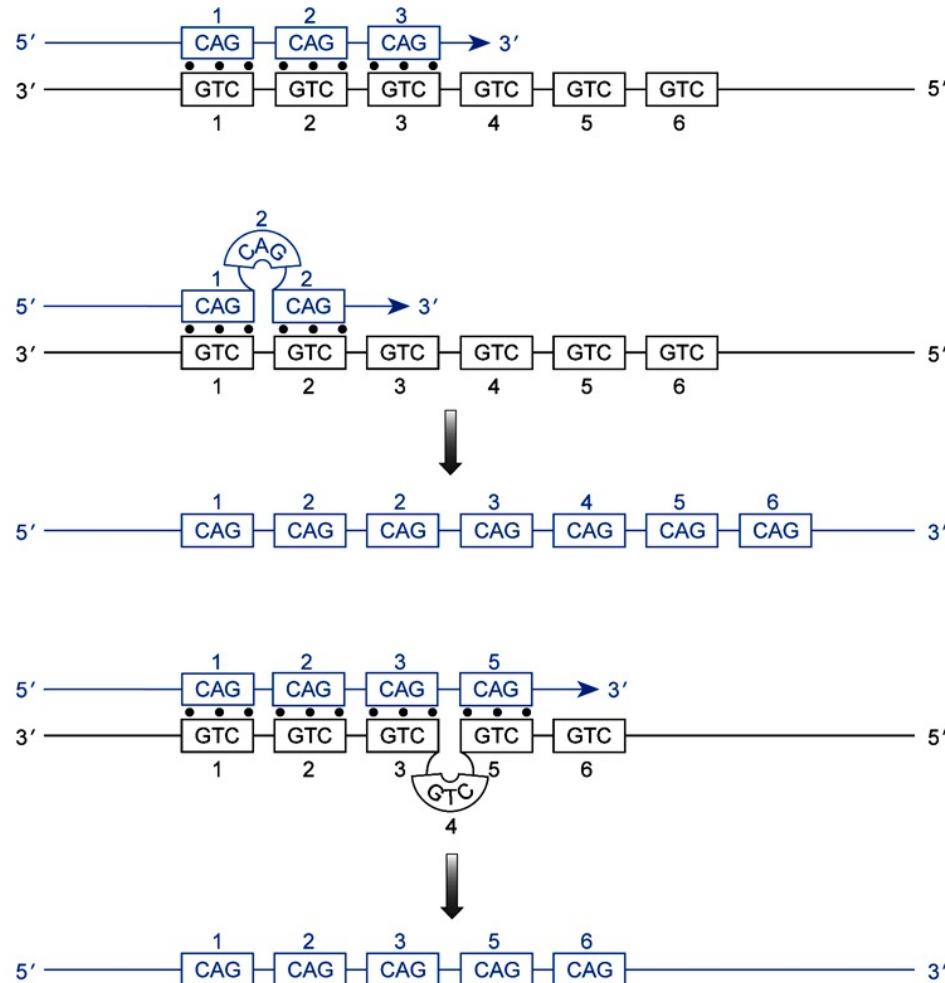 1 2 3
5′ CAG CAG CAG 3′
3′ GTC GTC GTC GTC GTC GTC 5′
1 2 3 4 5 6
2
CAG
1 2
5′ CAG CAG 3′
3′ GTC GTC GTC GTC GTC GTC 5′
1 2 3 4 5 6
1 2 2 3 4 5 6
5′ CAG CAG CAG CAG CAG CAG CAG 3′
1 2 3 5
5′ CAG CAG CAG CAG 3′
3′ GTC GTC GTC GTC GTC 5′
1 2 3 5 6
GTC
4
1 2 3 5 6
5′ CAG CAG CAG CAG CAG 3′